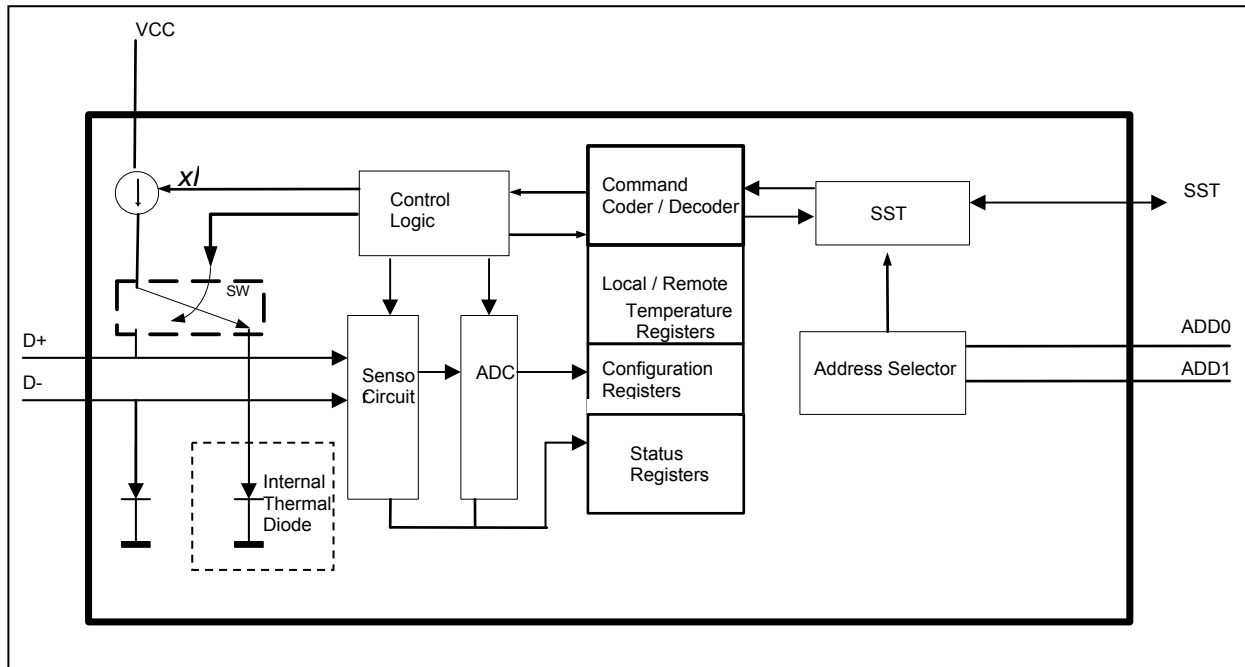 VCC
xI
Control
Logic
Command
Coder / Decoder
SST
SST
SW
Local / Remote
Temperature
Registers
D+
D-
Senso
r
Circuit
ADC
Configuration
Registers
Address Selector
ADD0
ADD1
Status
Registers
Internal
Thermal
Diode